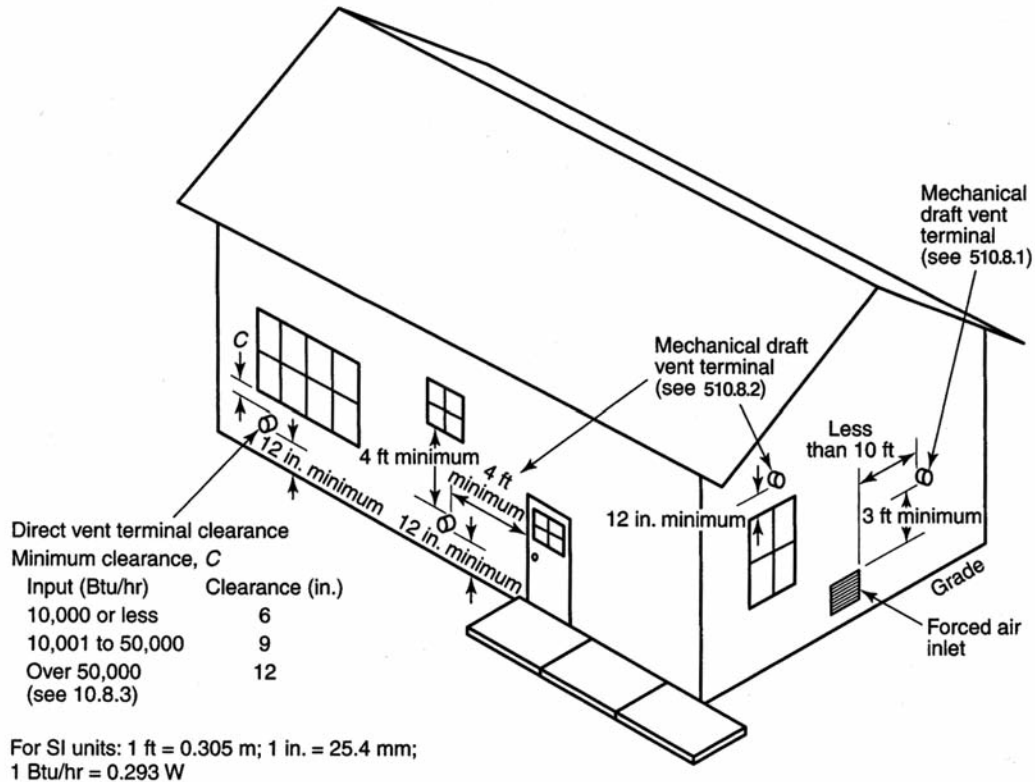 Mechanical
draft vent
terminal
(see 510.8.1)
Mechanical draft
vent terminal
(see 510.8.2)
Less
than 10 ft
C
4 ft minimum
4 ft
minimum
12 in. minimum
12 in. minimum
12 in. minimum
3 ft minimum
Grade
Forced air
inlet
Direct vent terminal clearance
Minimum clearance, C
Input (Btu/hr) Clearance (in.)
10,000 or less 6
10,001 to 50,000 9
Over 50,000 12
(see 10.8.3)
For SI units: 1 ft = 0.305 m; 1 in. = 25.4 mm;
1 Btu/hr = 0.293 W